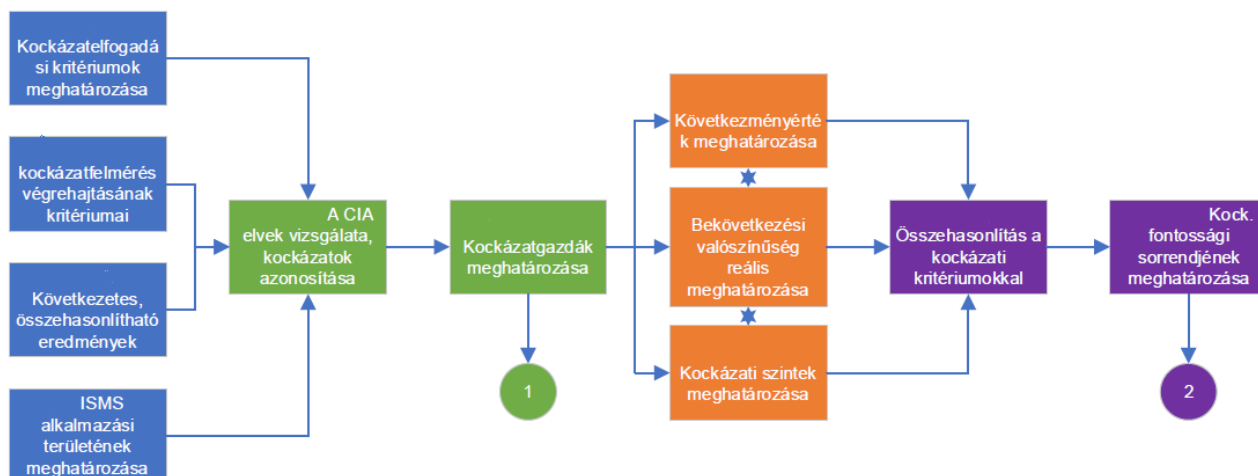 Kockázatelfogadá
si kritériumok
meghatározása
kockázatfelmérés
végrehajtásának
kritériumai
Következetes,
összehasonlítható
eredmények
ISMS
alkalmazási
területének
meghatározása
A CIA
elvek vizsgálata,
kockázatok
azonosítása
Kockázatgazdák
meghatározása
1
Következményérté
k meghatározása
Bekövetkezési
valószínűség
reális
meghatározása
Kockázati szintek
meghatározása
Összehasonlítás a
kockázati
kritériumokkal
Kock.
fontossági
sorrendjének
meghatározása
2